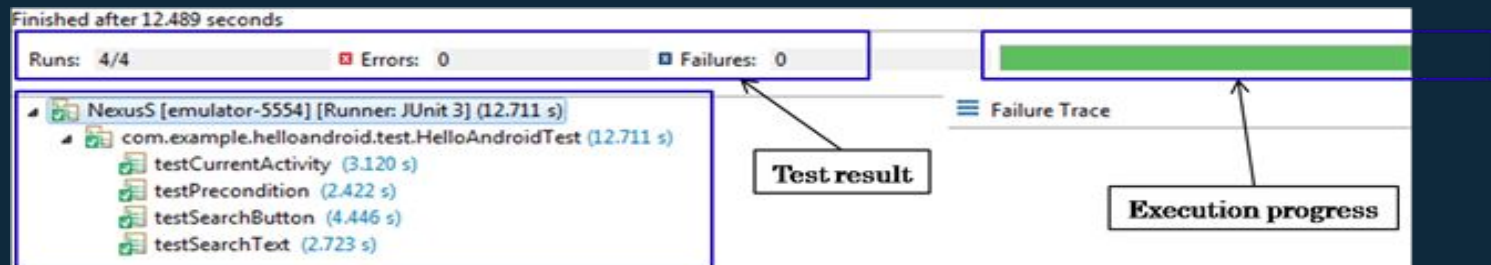 Finished after 12.489 seconds
Runs: 4/4 Errors: 0 Failures: 0
NexusS [emulator-5554] [Runner: JUnit 3] (12.711 s)
Failure Trace
com.example.helloandroid.test.HelloAndroidTest (12.711 s)
testCurrentActivity (3.120 s)
Test result
testPrecondition (2.422 s)
Execution progress
testSearchButton (4.446 s)
testSearchText (2.723 s)